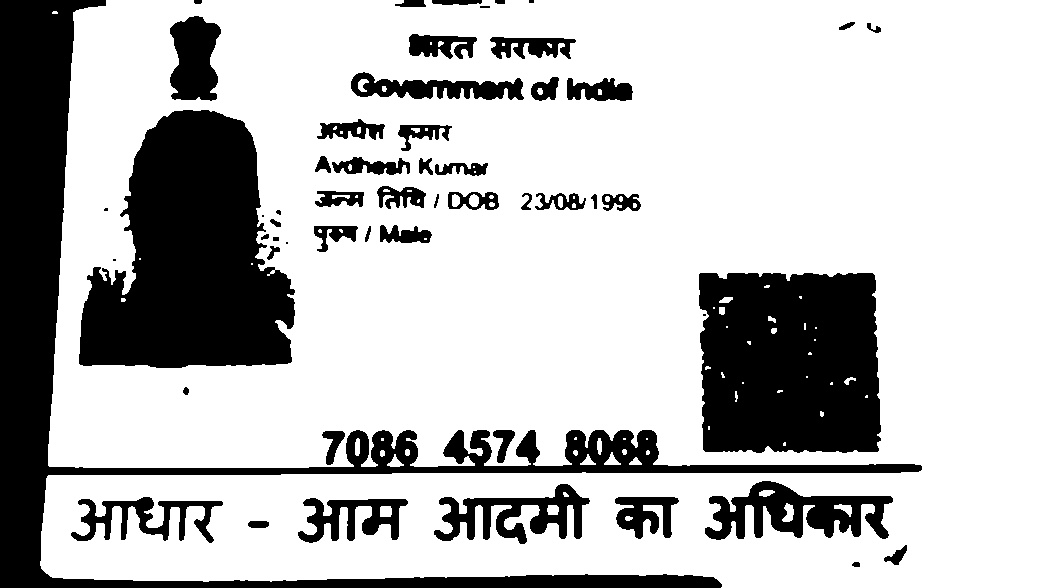 भारत सरकार
Government of India
अवधेश कुमार
Avdhesh Kumar
जन्म तिथि / DOB 23/08/1996
पुरुष / Male
7086 4574 8068
आधार - आम आदमी का अधिकार